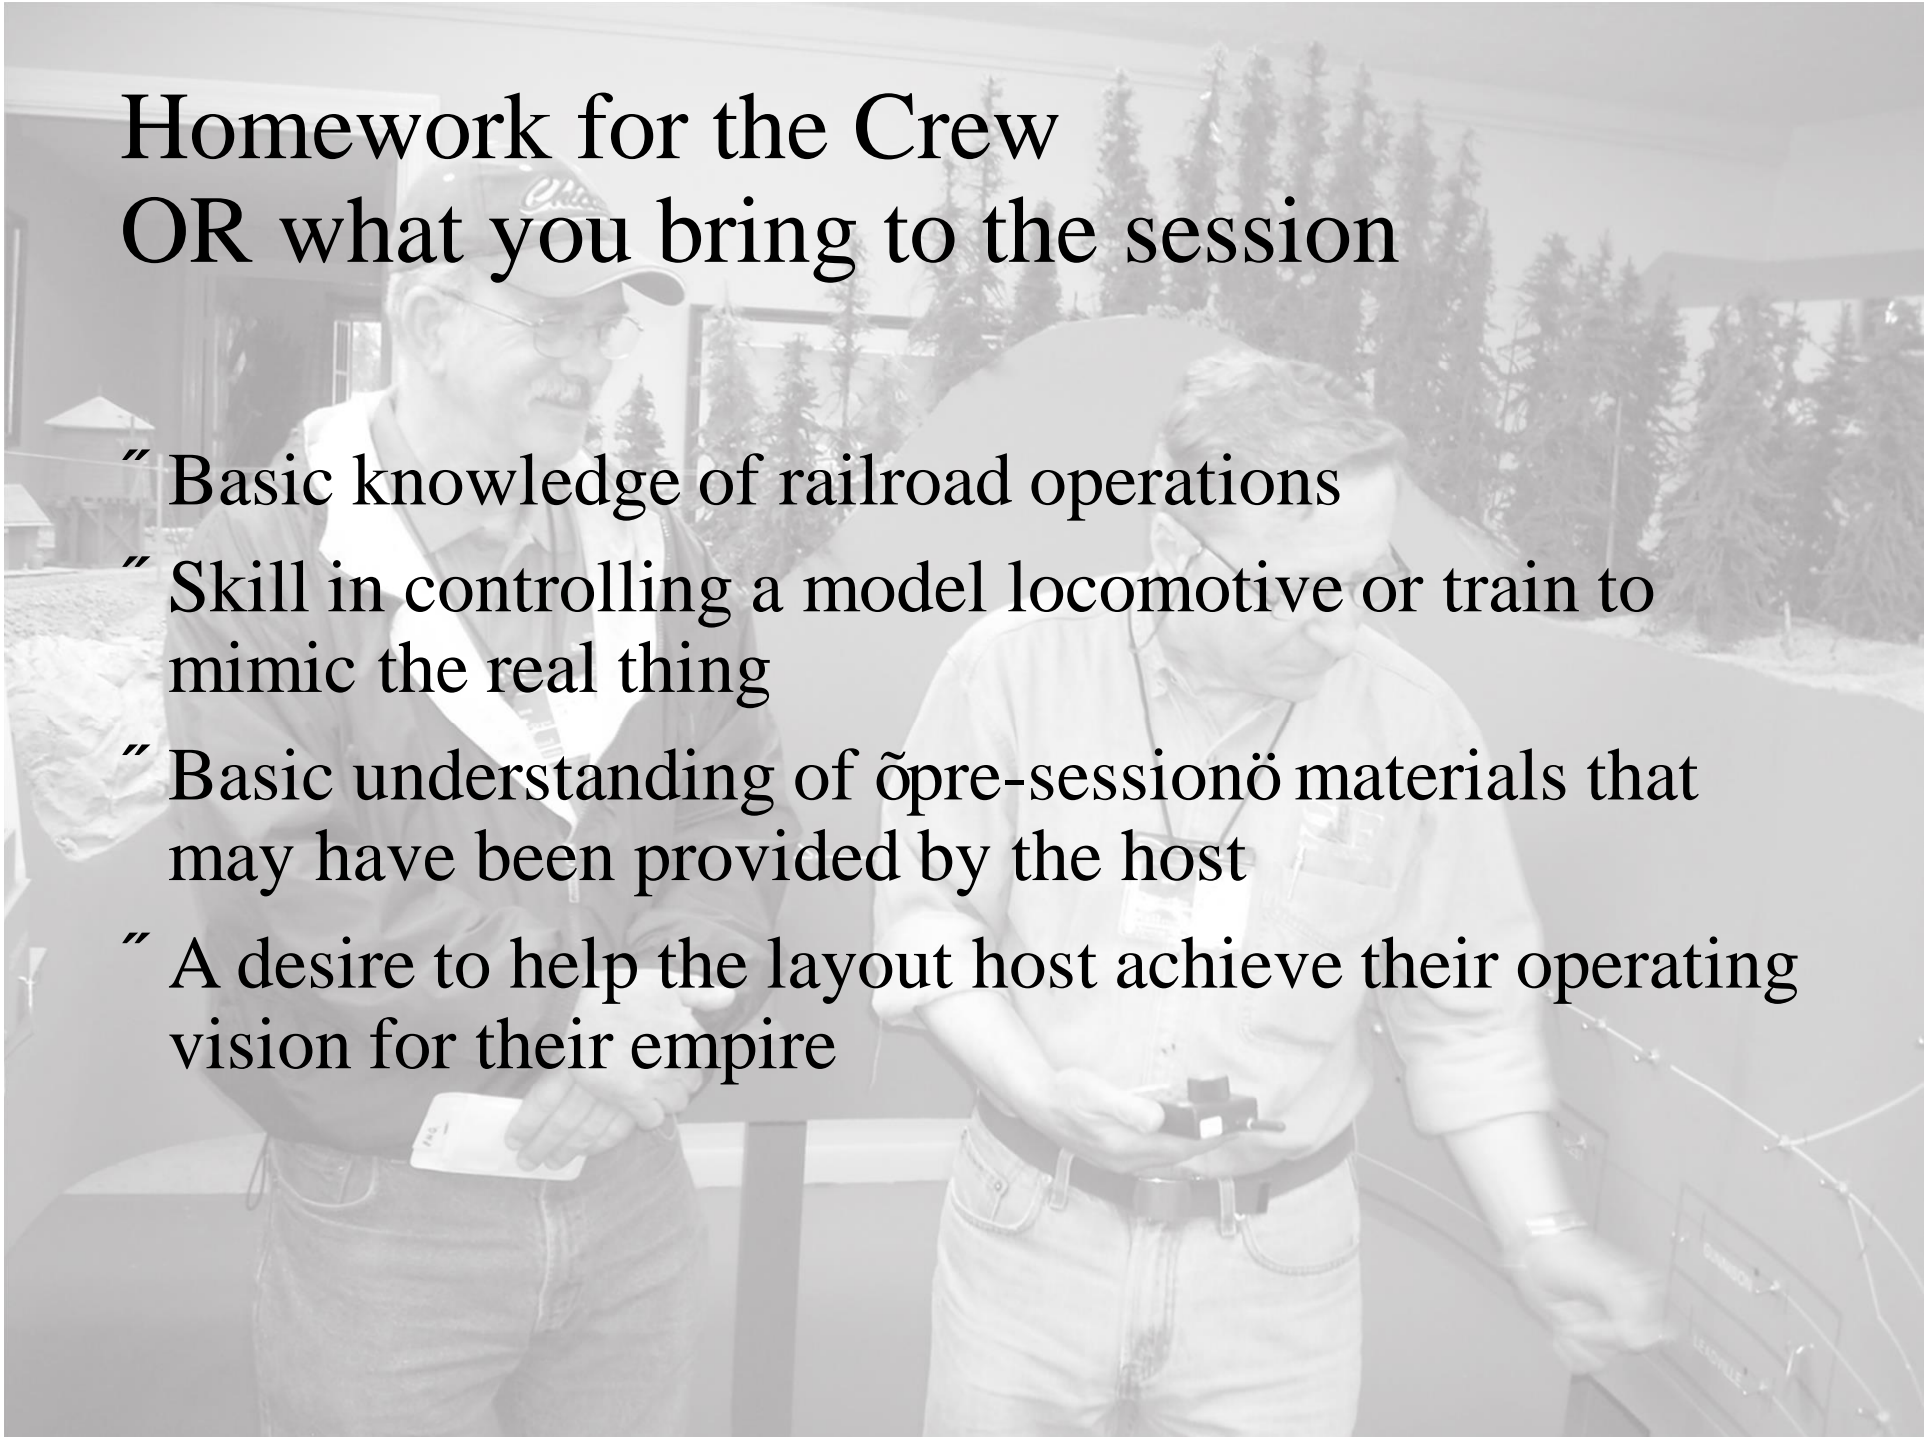 Homework for the Crew
OR what you bring to the session
˝ Basic knowledge of railroad operations
˝ Skill in controlling a model locomotive or train to
mimic the real thing
˝ Basic understanding of õpre-sessionö materials that
may have been provided by the host
˝ A desire to help the layout host achieve their operating
vision for their empire
GUNNISON
LEADVILLE